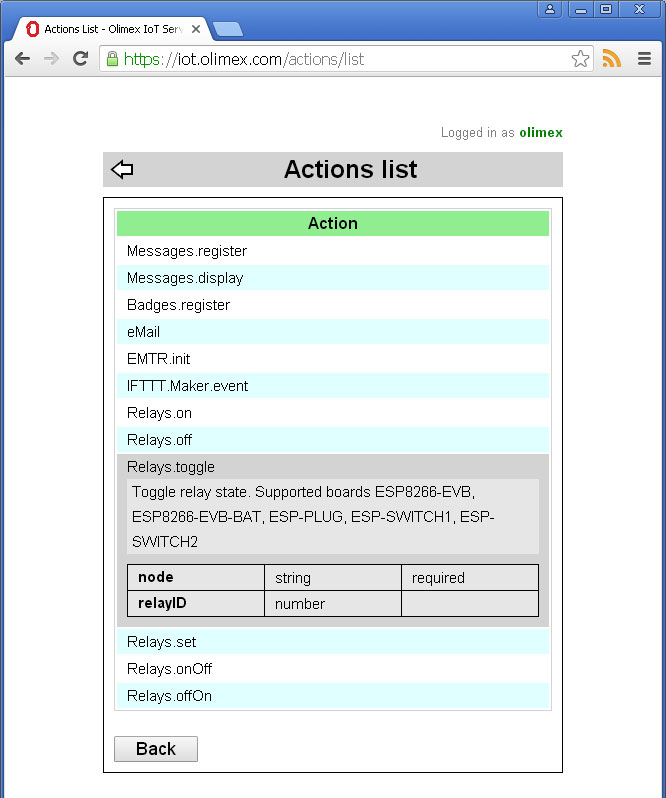 Actions List - Olimex IoT Serv
https://iot.olimex.com/actions/list
Logged in as olimex
Actions list
Action
Messages.register
Messages.display
Badges.register
eMail
EMTR.init
IFTTT.Maker.event
Relays.on
Relays.off
Relays.toggle
Toggle relay state. Supported boards ESP8266-EVB,
ESP8266-EVB-BAT, ESP-PLUG, ESP-SWITCH1, ESP-
SWITCH2
node string required
relayID number
Relays.set
Relays.onOff
Relays.offOn
Back